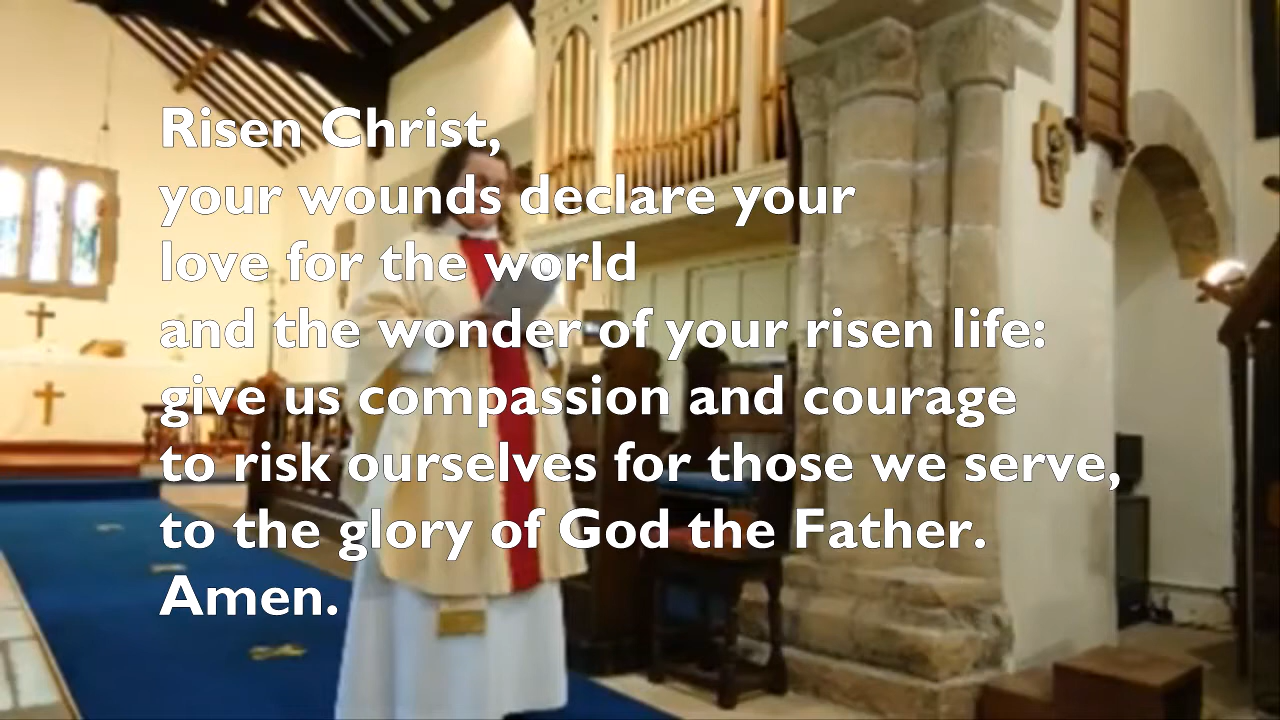 Risen Christ,
your wounds declare your
love for the world
and the wonder of your risen life:
give us compassion and courage
to risk ourselves for those we serve,
to the glory of God the Father.
Amen.